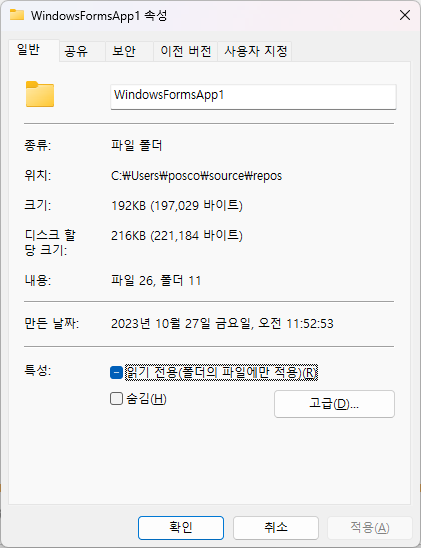 WindowsFormsApp1 속성
일반 공유 보안 이전 버전 사용자 지정
WindowsFormsApp1
종류: 파일 폴더
위치: C:₩Users₩posco₩source₩repos
크기: 192KB (197,029 바이트)
디스크 할 216KB (221,184 바이트)
당 크기:
내용: 파일 26, 폴더 11
만든 날짜: 2023년 10월 27일 금요일, 오전 11:52:53
특성: 읽기 전용(폴더의 파일에만 적용)(R)
숨김(H) 고급(D)...
확인 취소 적용(A)